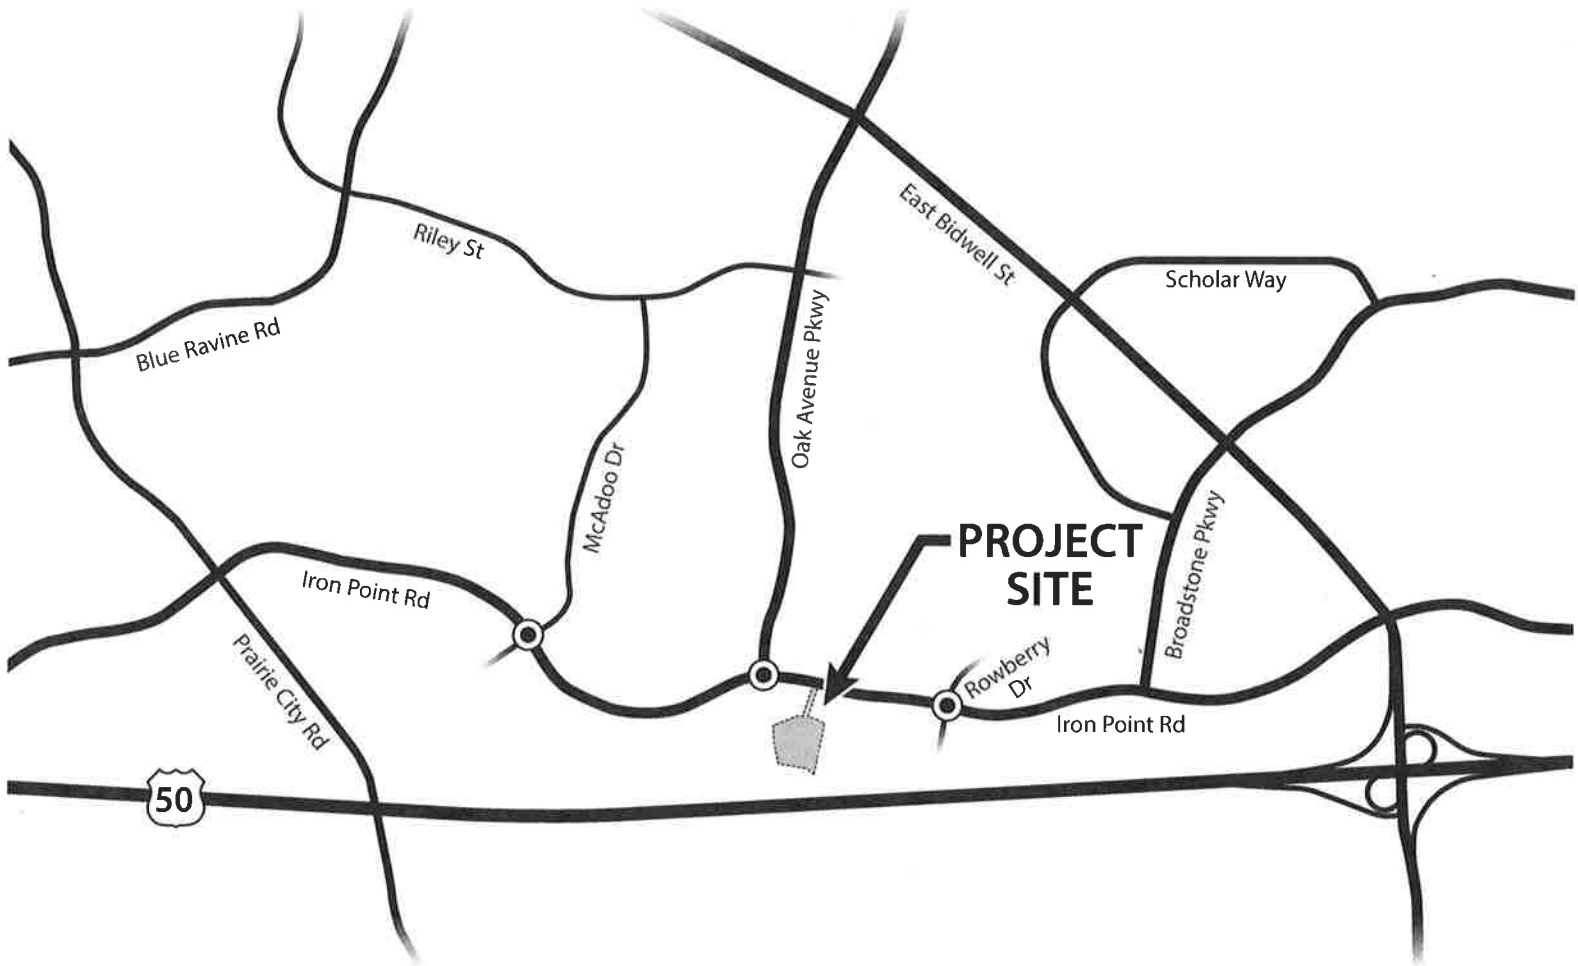 East Bidwell St
Riley St
Scholar Way
Blue Ravine Rd
Oak Avenue Pkwy
McAdoo Dr
Broadstone Pkwy
PROJECT
SITE
Iron Point Rd
Prairie City Rd
Rowberry
Dr
Iron Point Rd
50